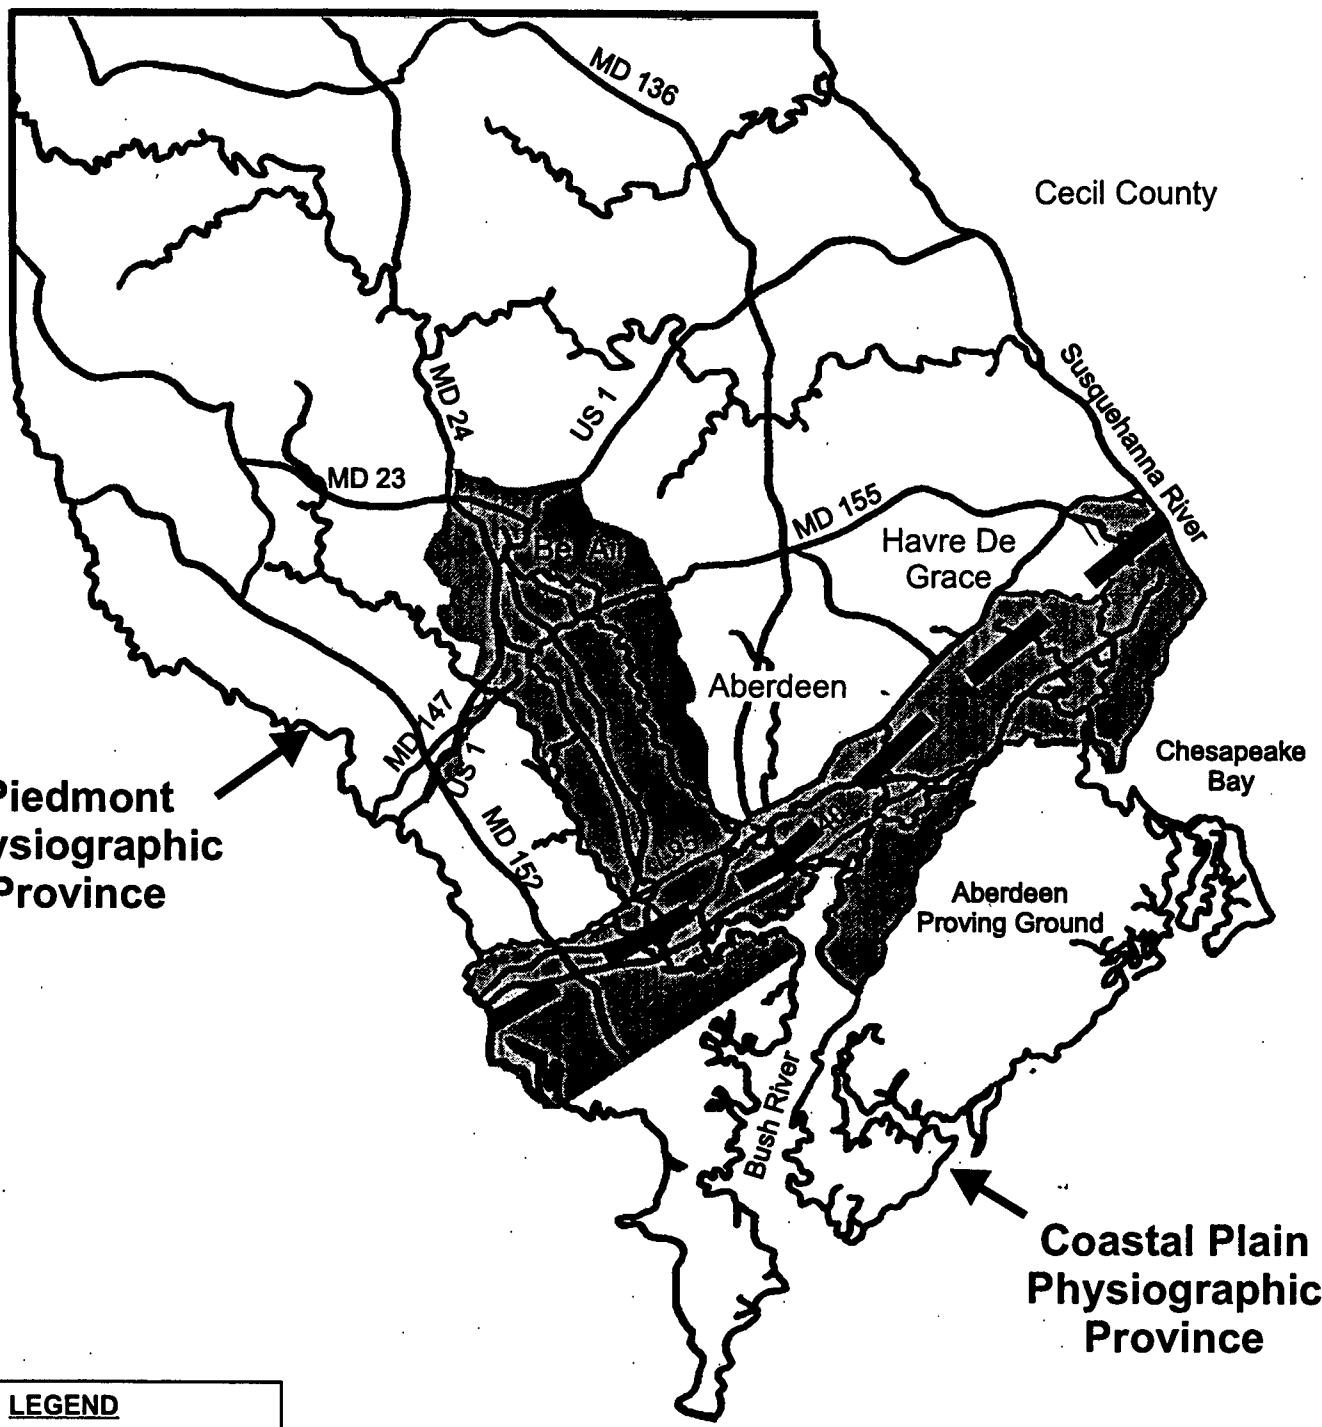 MD 136
Cecil County
Susquehanna River
MD 24
US 1
MD 23
MD 155
Havre De
Grace
Bel Air
Aberdeen
MD 147
US 1
Chesapeake
Bay
Piedmont
ysiographic
Province
MD 152
I-95
40
Aberdeen
Proving Ground
Bush River
Coastal Plain
Physiographic
Province
LEGEND